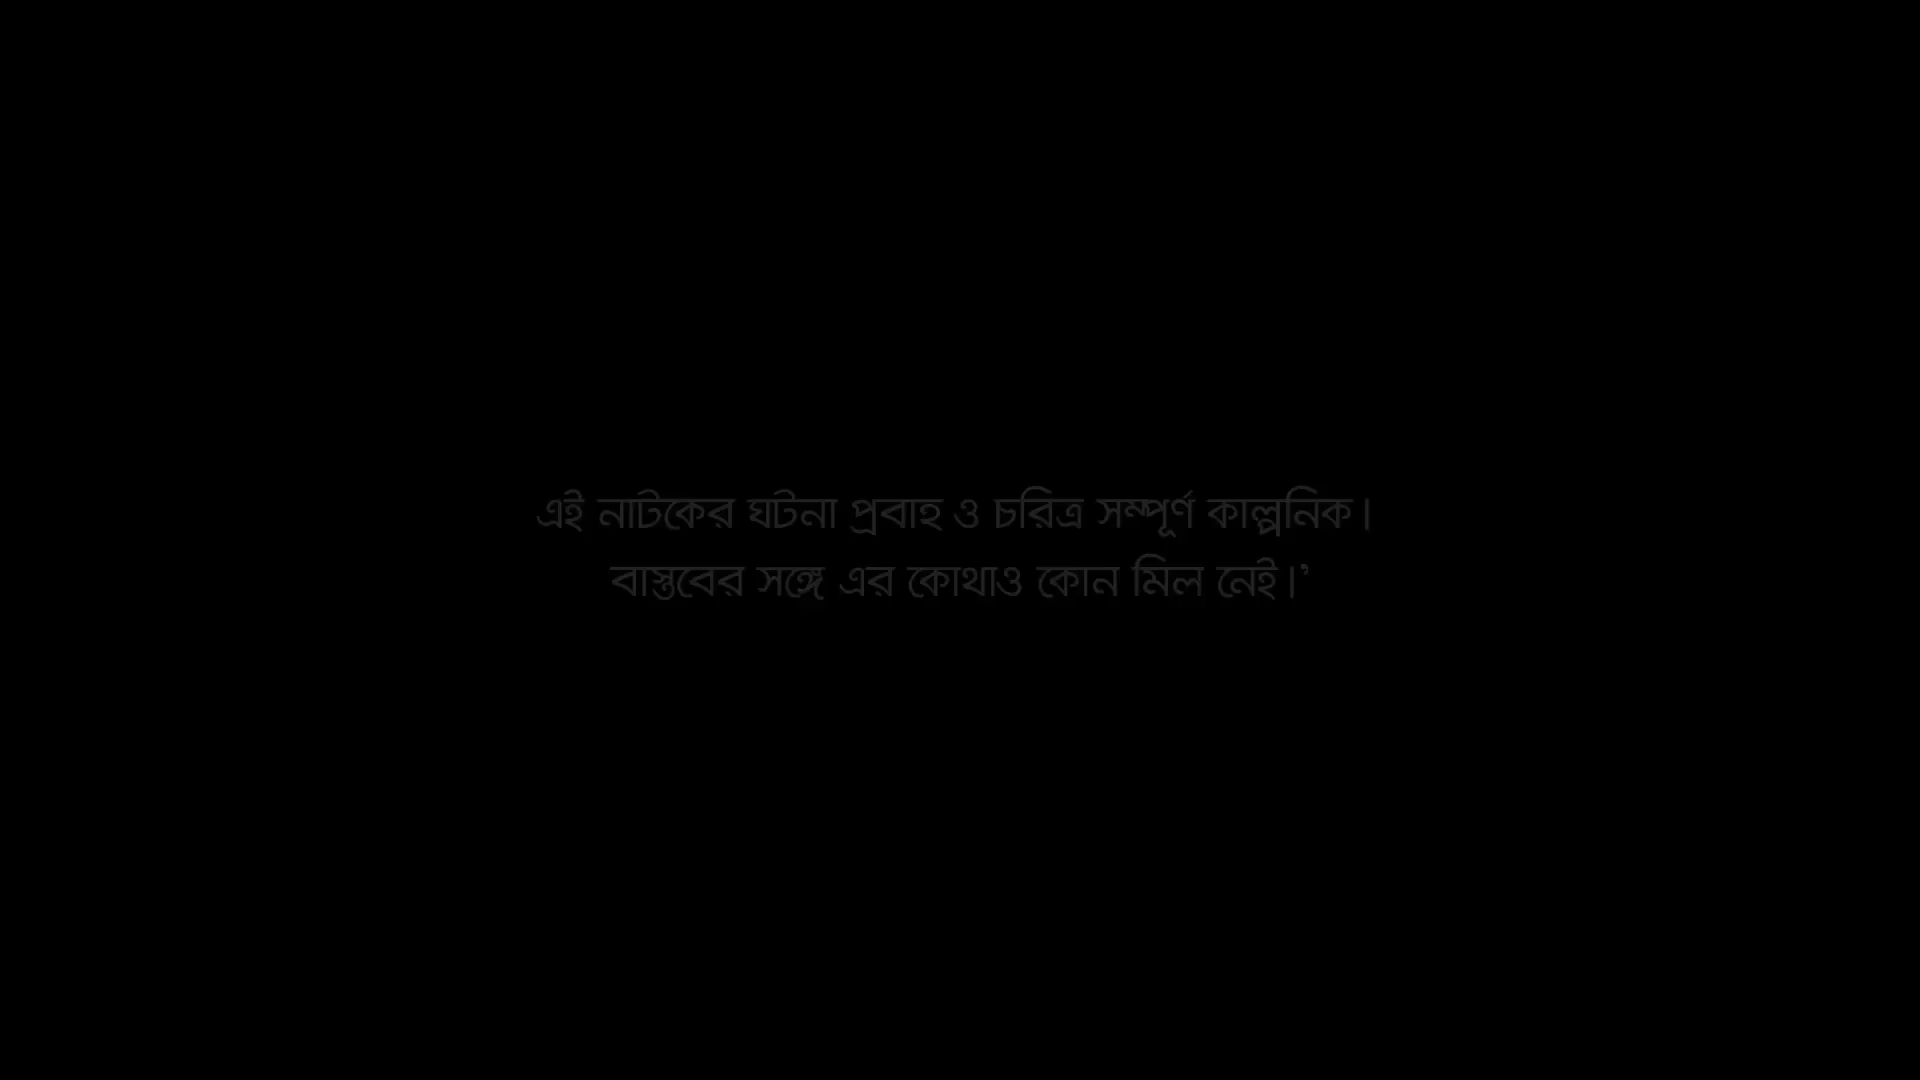 এই নাটকের ঘটনা প্রবাহ ও চরিত্র সম্পূর্ণ কাল্পনিক।
বাস্তবের সঙ্গে এর কোথাও কোন মিল নেই।’